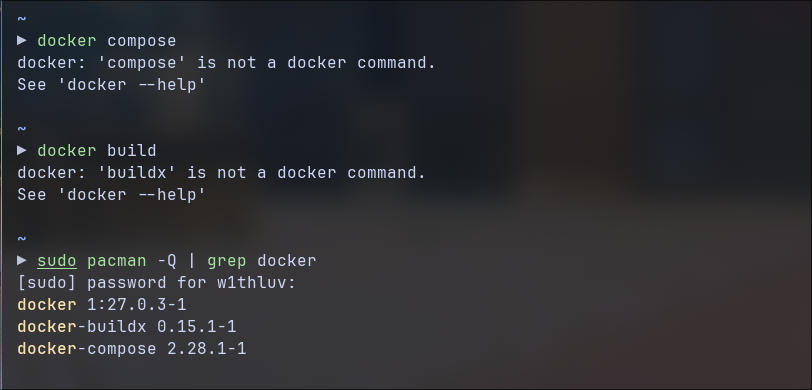 ~
▶ docker compose
docker: 'compose' is not a docker command.
See 'docker --help'
~
▶ docker build
docker: 'buildx' is not a docker command.
See 'docker --help'
~
▶ sudo pacman -Q | grep docker
[sudo] password for w1thluv:
docker 1:27.0.3-1
docker-buildx 0.15.1-1
docker-compose 2.28.1-1